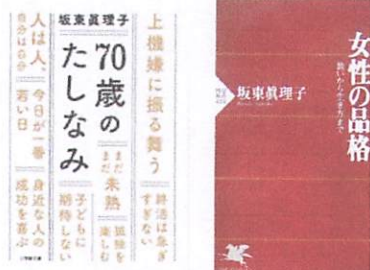 上機嫌に振る舞う
終活は急ぎすぎない
坂東眞理子
70歳のたしなみ
まだまだ未熟
孤独を楽しむ
子どもに期待しない
人は人、自分は自分
今日が一番若い日
身近な人の成功を喜ぶ
女性の品格
装いから生き方まで
坂東眞理子